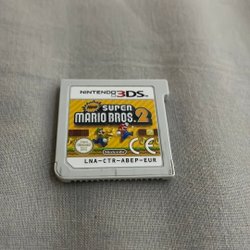 NINTENDO 3DS
NEW
SUPER
MARIO BROS. 2
Nintendo
CE
LNA-CTR-ABEP-EUR